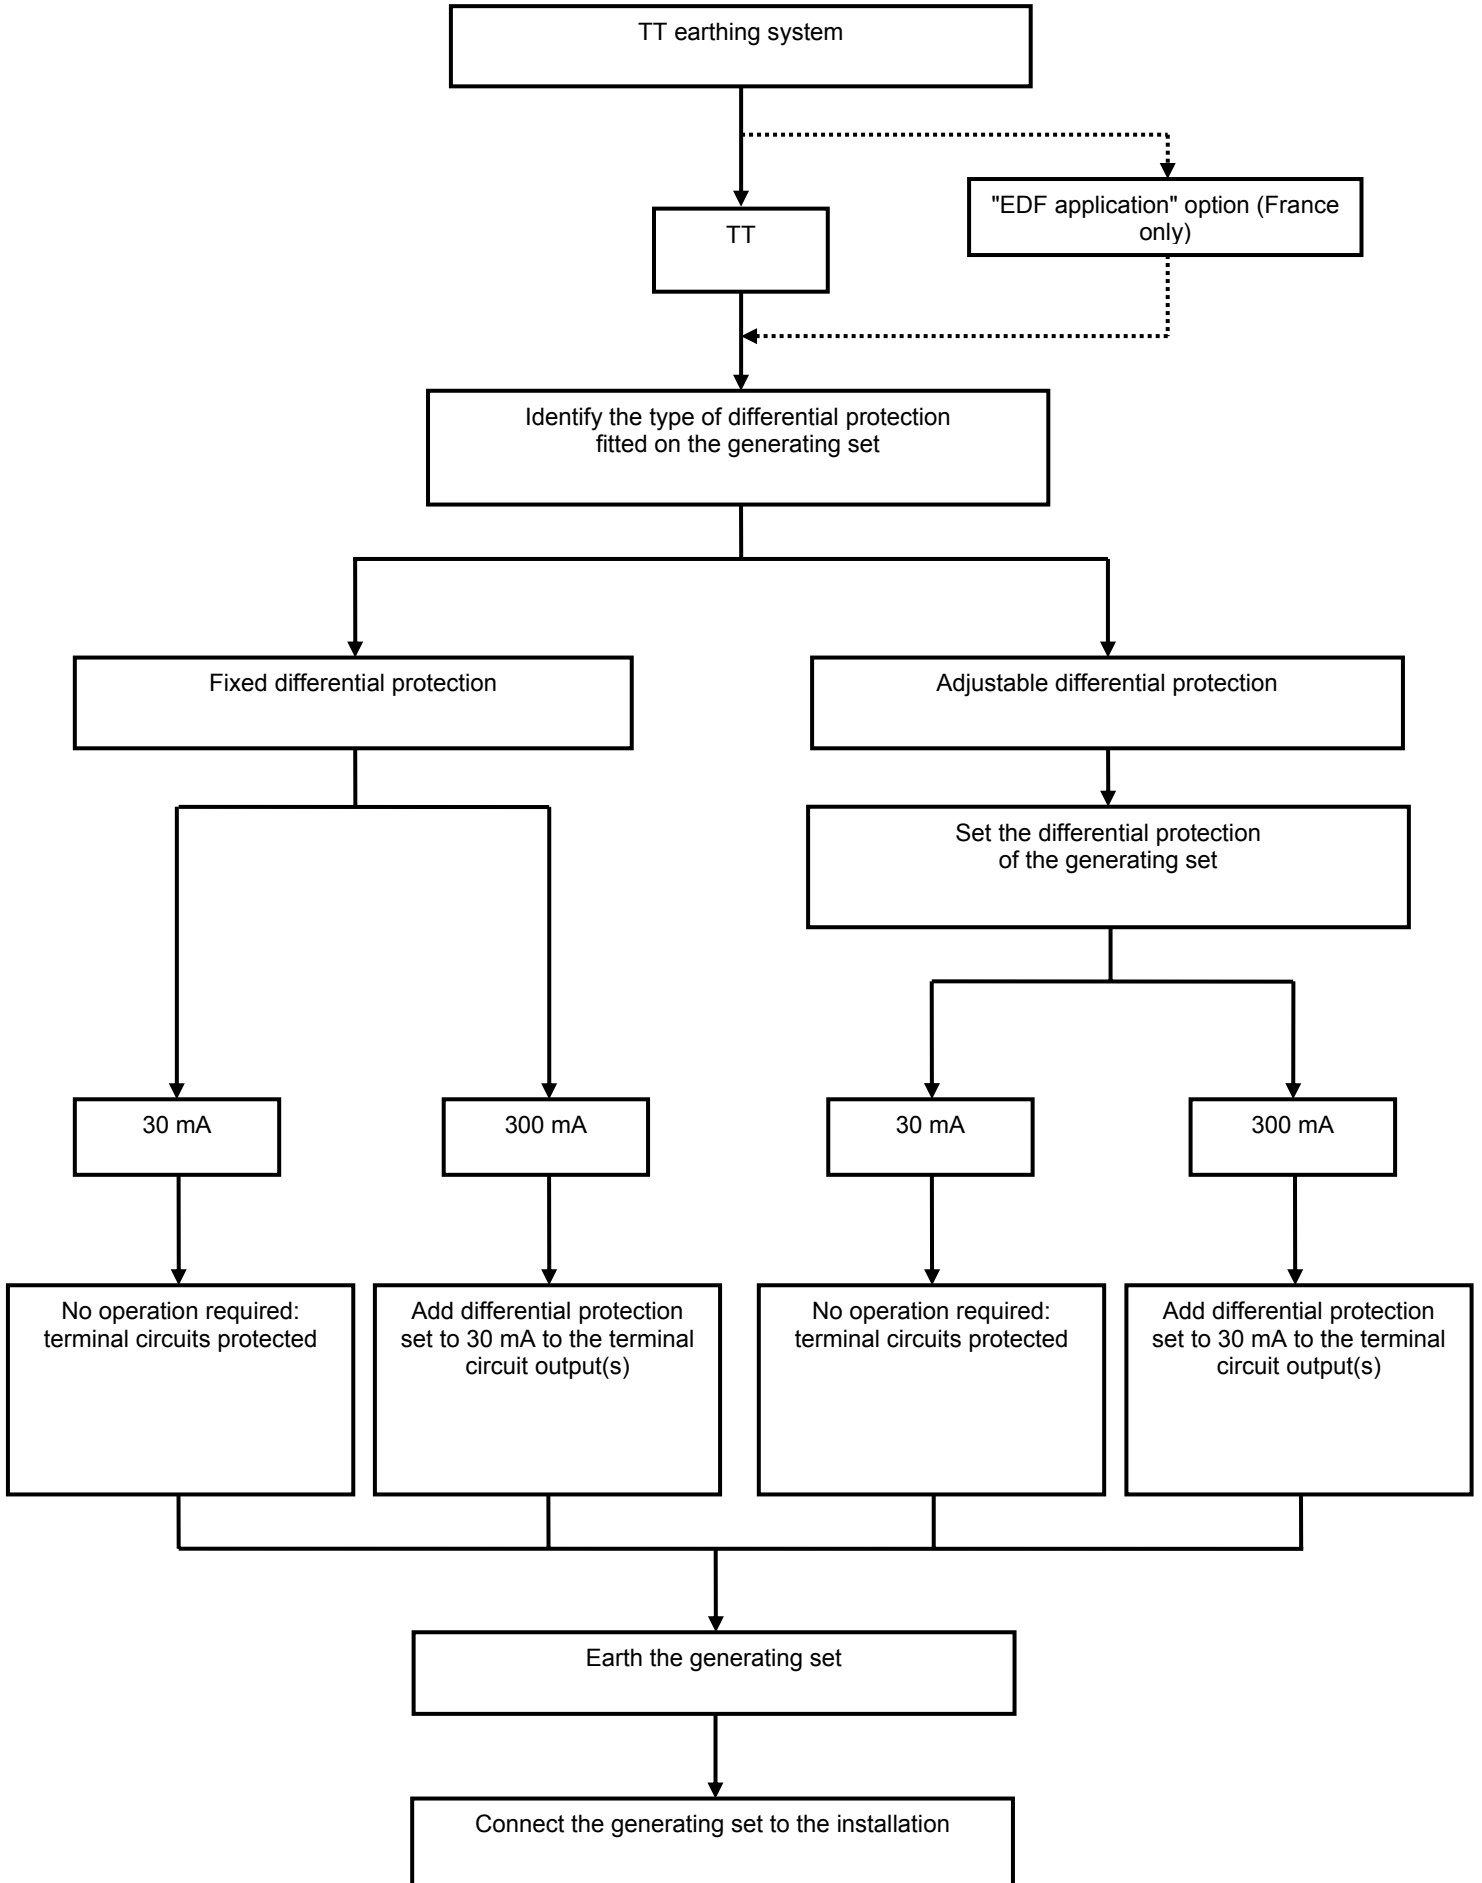 TT earthing system
"EDF application" option (France
only)
TT
Identify the type of differential protection
fitted on the generating set
Fixed differential protection
Adjustable differential protection
Set the differential protection
of the generating set
30 mA
300 mA
30 mA
300 mA
No operation required:
terminal circuits protected
Add differential protection
set to 30 mA to the terminal
circuit output(s)
No operation required:
terminal circuits protected
Add differential protection
set to 30 mA to the terminal
circuit output(s)
Earth the generating set
Connect the generating set to the installation